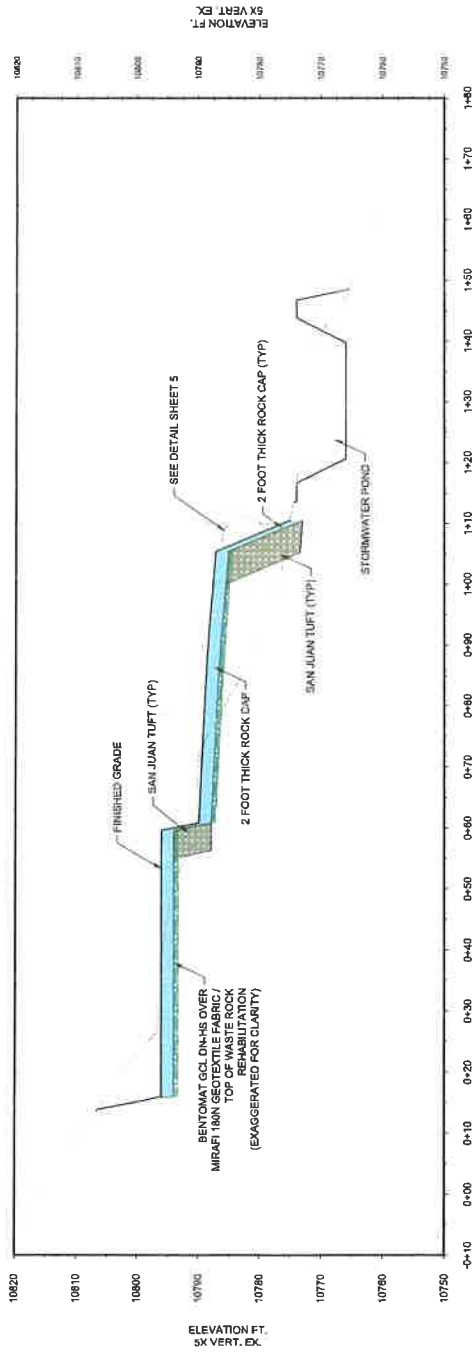 ELEVATION FT.
5X VERT. EX.
10820
10810
10800
10790
10780
10770
10760
10750
FINISHED GRADE
SAN JUAN TUFT (TYP)
BENTOMAT GCL DN-HS OVER
MIRAFI 180N GEOTEXTILE FABRIC /
TOP OF WASTE ROCK
REHABILITATION
(EXAGGERATED FOR CLARITY)
2 FOOT THICK ROCK CAP
SEE DETAIL SHEET 5
2 FOOT THICK ROCK CAP (TYP)
SAN JUAN TUFT (TYP)
STORMWATER POND
-0+10
0+00
0+10
0+20
0+30
0+40
0+50
0+60
0+70
0+80
0+90
1+00
1+10
1+20
1+30
1+40
1+50
1+60
1+70
1+80
10820
10810
10800
10790
10780
10770
10760
10750
ELEVATION FT.
5X VERT. EX.